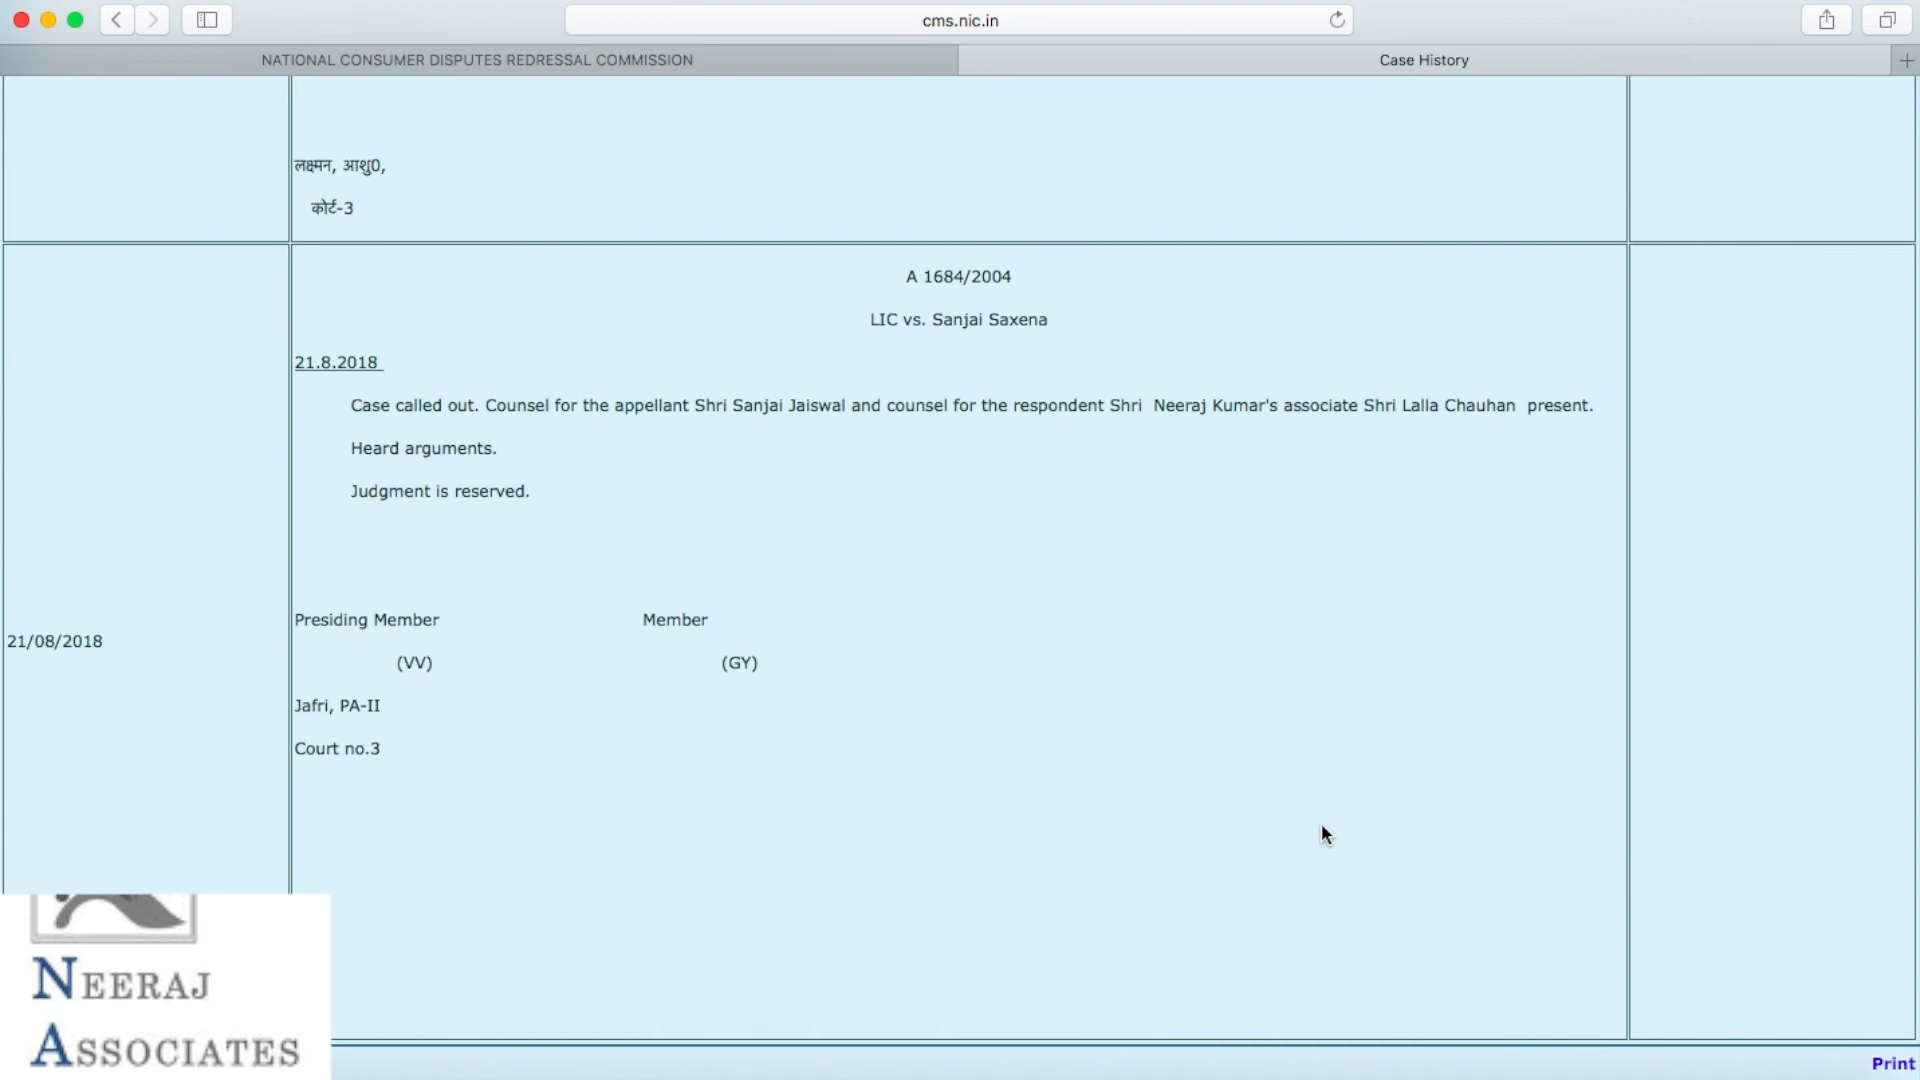 cms.nic.in
NATIONAL CONSUMER DISPUTES REDRESSAL COMMISSION
Case History
लक्ष्मन, आशु0,
कोर्ट-3
A 1684/2004
LIC vs. Sanjai Saxena
21.8.2018
Case called out. Counsel for the appellant Shri Sanjai Jaiswal and counsel for the respondent Shri Neeraj Kumar's associate Shri Lalla Chauhan present.
Heard arguments.
Judgment is reserved.
Presiding Member Member
21/08/2018
(VV) (GY)
Jafri, PA-II
Court no.3
NEERAJ
ASSOCIATES
Print